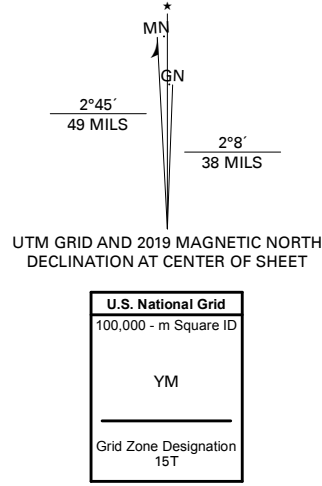 ★
MN
GN
2°45´
49 MILS
2°8´
38 MILS
UTM GRID AND 2019 MAGNETIC NORTH
DECLINATION AT CENTER OF SHEET
U.S. National Grid
100,000 - m Square ID
YM
Grid Zone Designation
15T